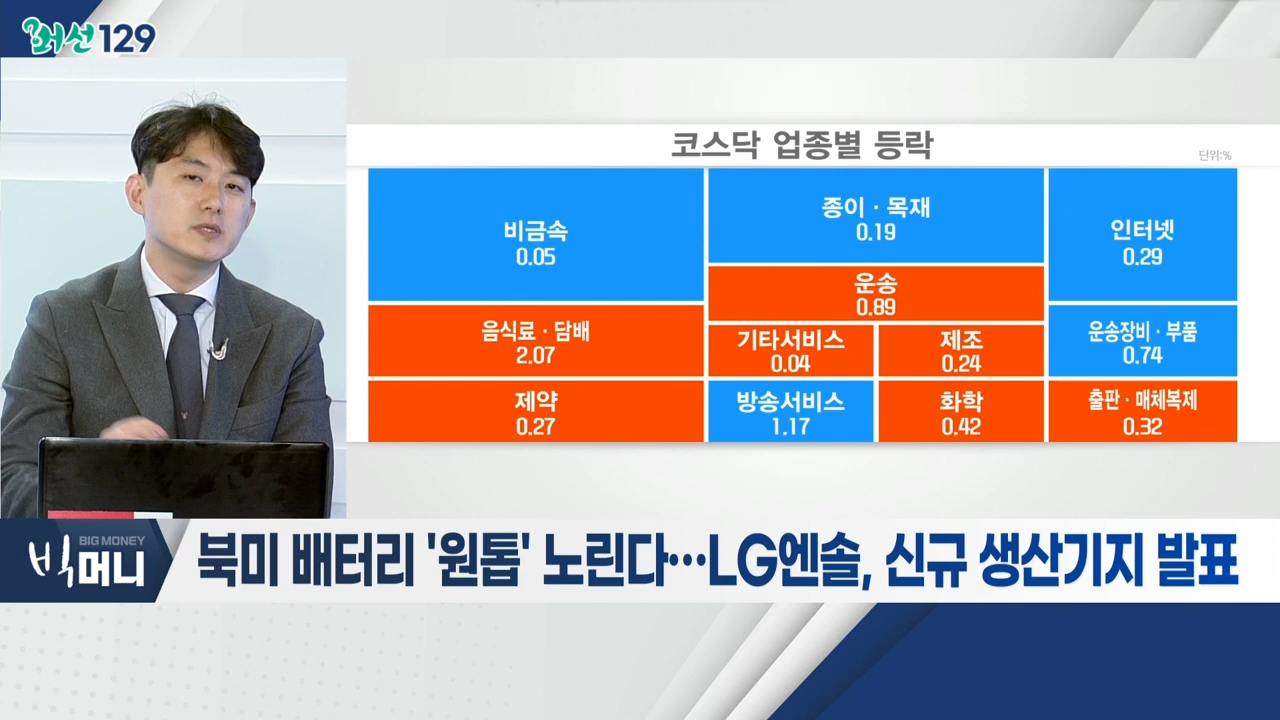 머선129
코스닥 업종별 등락
단위:%
비금속
0.05
종이·목재
0.19
인터넷
0.29
운송
0.89
음식료·담배
2.07
기타서비스
0.04
제조
0.24
운송장비·부품
0.74
제약
0.27
방송서비스
1.17
화학
0.42
출판·매체복제
0.32
BIG MONEY
빅머니
북미 배터리 '원톱' 노린다…LG엔솔, 신규 생산기지 발표